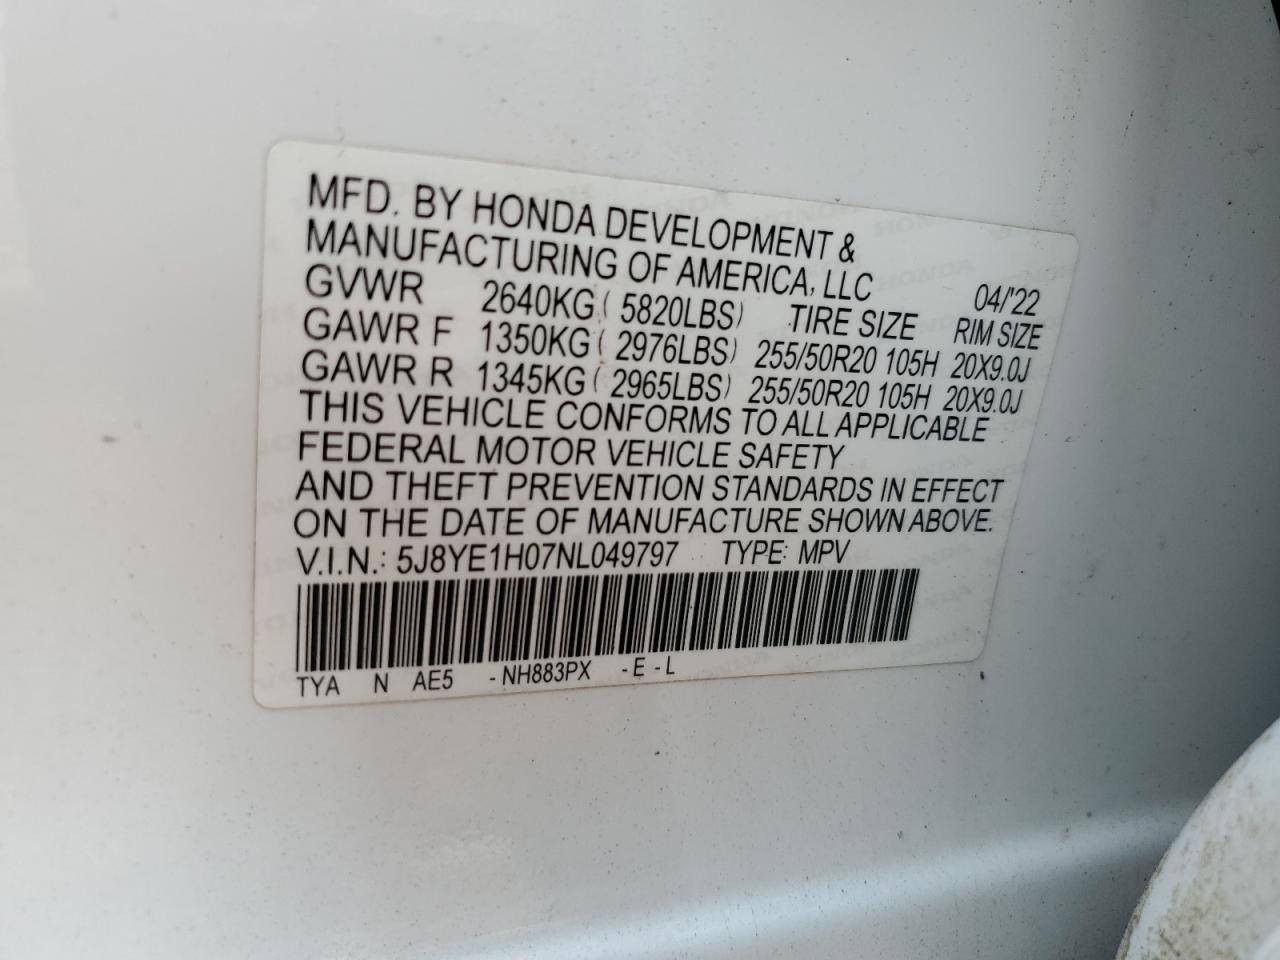 MFD. BY HONDA DEVELOPMENT &
MANUFACTURING OF AMERICA, LLC 04/'22
GVWR 2640KG ( 5820LBS) TIRE SIZE RIM SIZE
GAWR F 1350KG ( 2976LBS) 255/50R20 105H 20X9.0J
GAWR R 1345KG ( 2965LBS) 255/50R20 105H 20X9.0J
THIS VEHICLE CONFORMS TO ALL APPLICABLE
FEDERAL MOTOR VEHICLE SAFETY
AND THEFT PREVENTION STANDARDS IN EFFECT
ON THE DATE OF MANUFACTURE SHOWN ABOVE.
V.I.N.: 5J8YE1H07NL049797 TYPE: MPV
TYA N AE5 -NH883PX -E -L